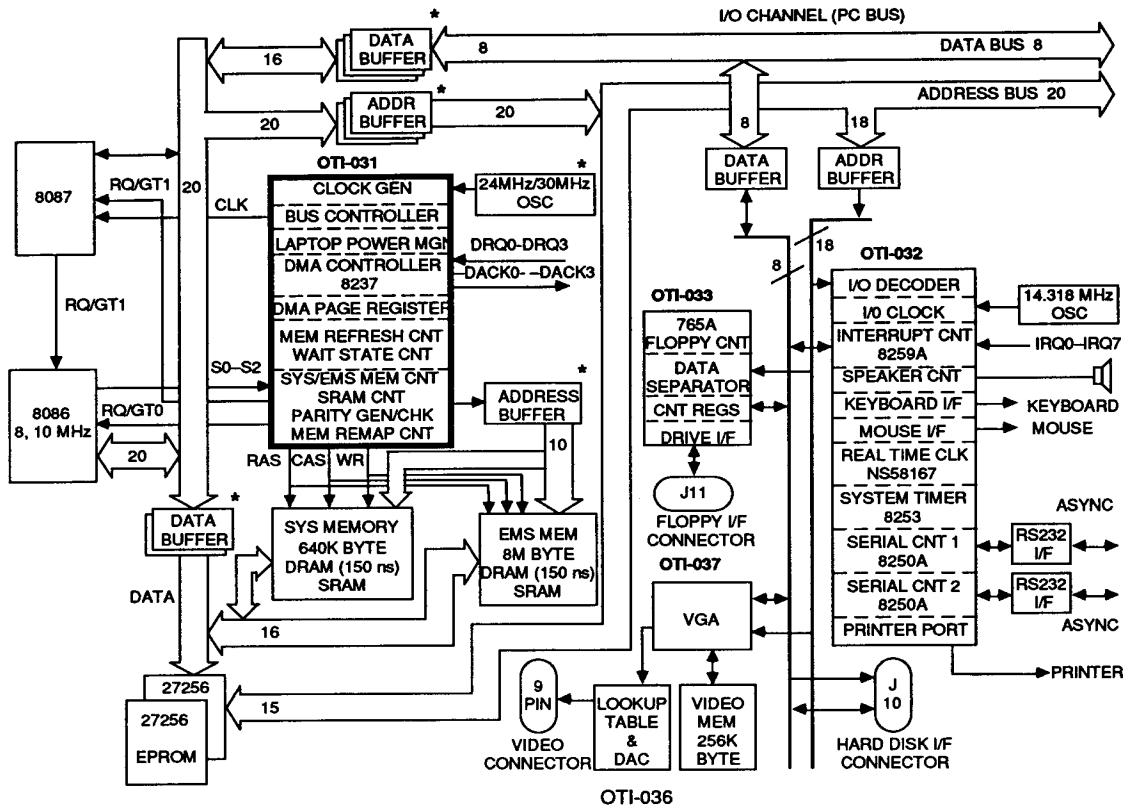 I/O CHANNEL (PC BUS)
*
DATA
BUFFER
16
8
DATA BUS 8
*
ADDR
BUFFER
20
20
ADDRESS BUS 20
8
18
DATA
BUFFER
ADDR
BUFFER
8087
RQ/GT1
20
CLK
RQ/GT1
OTI-031
CLOCK GEN
BUS CONTROLLER
LAPTOP POWER MGN
DMA CONTROLLER
8237
DMA PAGE REGISTER
MEM REFRESH CNT
WAIT STATE CNT
SYS/EMS MEM CNT
SRAM CNT
PARITY GEN/CHK
MEM REMAP CNT
*
24MHz/30MHz
OSC
DRQ0-DRQ3
–DACK0- –DACK3
S0–S2
RQ/GT0
8086
8, 10 MHz
20
*
ADDRESS
BUFFER
10
RAS
CAS
WR
*
DATA
BUFFER
SYS MEMORY
640K BYTE
DRAM (150 ns)
SRAM
EMS MEM
8M BYTE
DRAM (150 ns)
SRAM
DATA
16
15
27256
27256
EPROM
18
8
OTI-033
765A
FLOPPY CNT
DATA
SEPARATOR
CNT REGS
DRIVE I/F
J11
FLOPPY I/F
CONNECTOR
OTI-037
VGA
9
PIN
VIDEO
CONNECTOR
LOOKUP
TABLE
&
DAC
VIDEO
MEM
256K
BYTE
OTI-032
I/O DECODER
I/0 CLOCK
INTERRUPT CNT
8259A
SPEAKER CNT
KEYBOARD I/F
MOUSE I/F
REAL TIME CLK
NS58167
SYSTEM TIMER
8253
SERIAL CNT 1
8250A
SERIAL CNT 2
8250A
PRINTER PORT
14.318 MHz
OSC
IRQ0–IRQ7
KEYBOARD
MOUSE
ASYNC
RS232
I/F
RS232
I/F
ASYNC
PRINTER
J
10
HARD DISK I/F
CONNECTOR
OTI-036